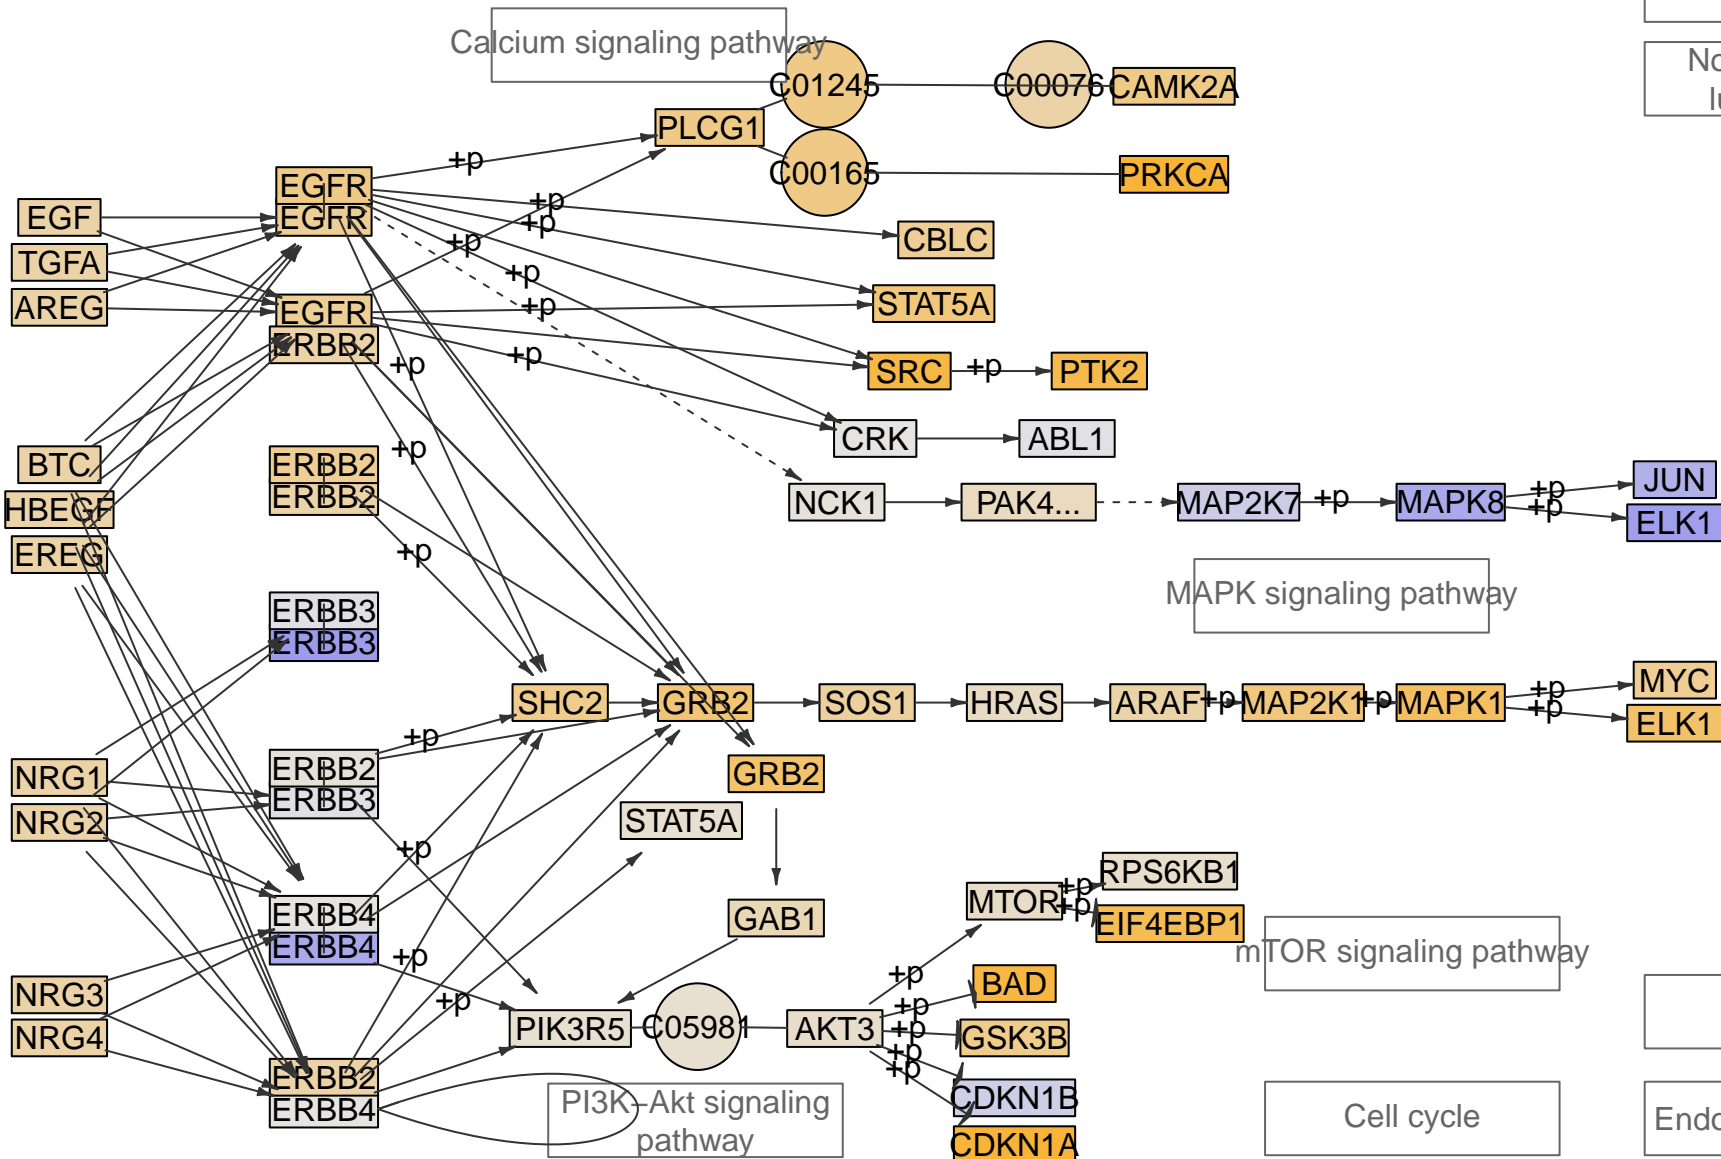 Calcium signaling pathway
No
lu
C01245
C00076
CAMK2A
PLCG1
C00165
PRKCA
+p
EGFR
EGFR
EGF
TGFA
AREG
+p
+p
+p
CBLC
+p
STAT5A
+p
EGFR
ERBB2
+p
+p
SRC
+p
PTK2
CRK
ABL1
+p
BTC
HBEGF
EREG
ERBB2
ERBB2
NCK1
PAK4...
MAP2K7
+p
MAPK8
+p
+p
JUN
ELK1
+p
MAPK signaling pathway
ERBB3
ERBB3
SHC2
GRB2
SOS1
HRAS
ARAF
+p
MAP2K1
+p
MAPK1
+p
+p
MYC
ELK1
+p
NRG1
NRG2
ERBB2
ERBB3
GRB2
STAT5A
+p
ERBB4
ERBB4
GAB1
MTOR
+p
+p
RPS6KB1
EIF4EBP1
mTOR signaling pathway
+p
+p
NRG3
NRG4
+p
PIK3R5
C05981
AKT3
+p
+p
+p
+p
BAD
GSK3B
CDKN1B
CDKN1A
ERBB2
ERBB4
PI3K–Akt signaling
pathway
Cell cycle
Endo